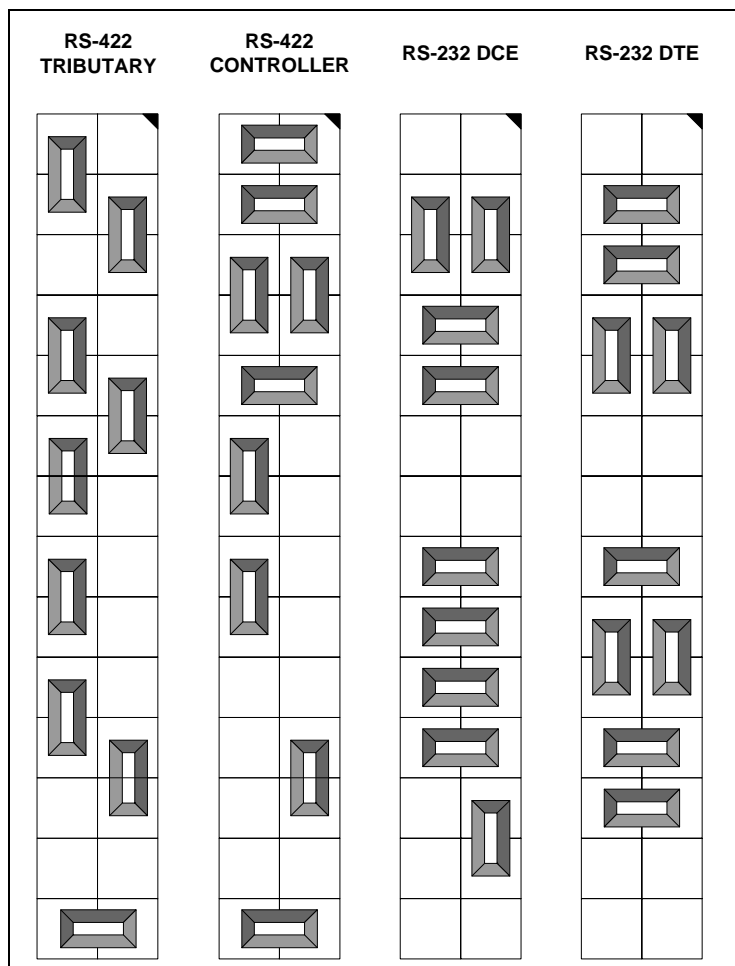 RS-422
TRIBUTARY
RS-422
CONTROLLER
RS-232 DCE
RS-232 DTE